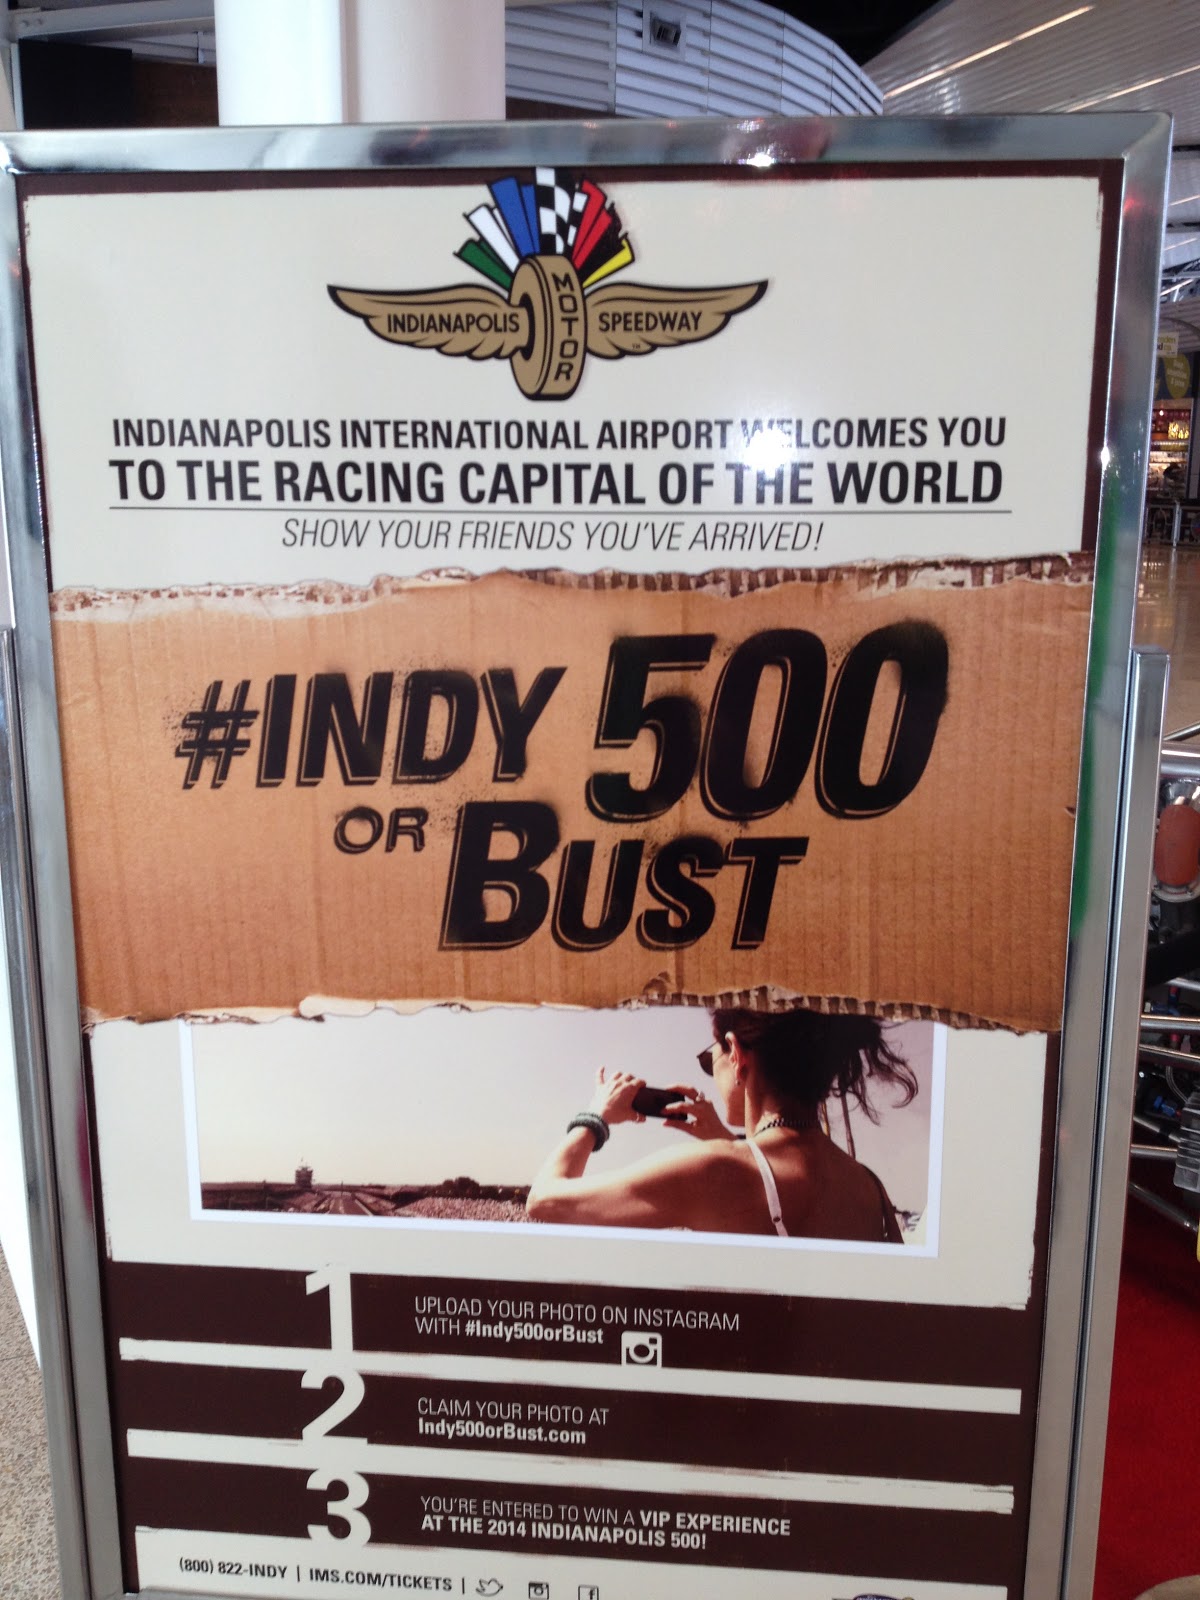 INDIANAPOLIS MOTOR SPEEDWAY
INDIANAPOLIS INTERNATIONAL AIRPORT WELCOMES YOU
TO THE RACING CAPITAL OF THE WORLD
SHOW YOUR FRIENDS YOU'VE ARRIVED!
#INDY 500
OR BUST
1
UPLOAD YOUR PHOTO ON INSTAGRAM
WITH #Indy500orBust
2
CLAIM YOUR PHOTO AT
Indy500orBust.com
3
YOU'RE ENTERED TO WIN A VIP EXPERIENCE
AT THE 2014 INDIANAPOLIS 500!
(800) 822-INDY | IMS.COM/TICKETS |